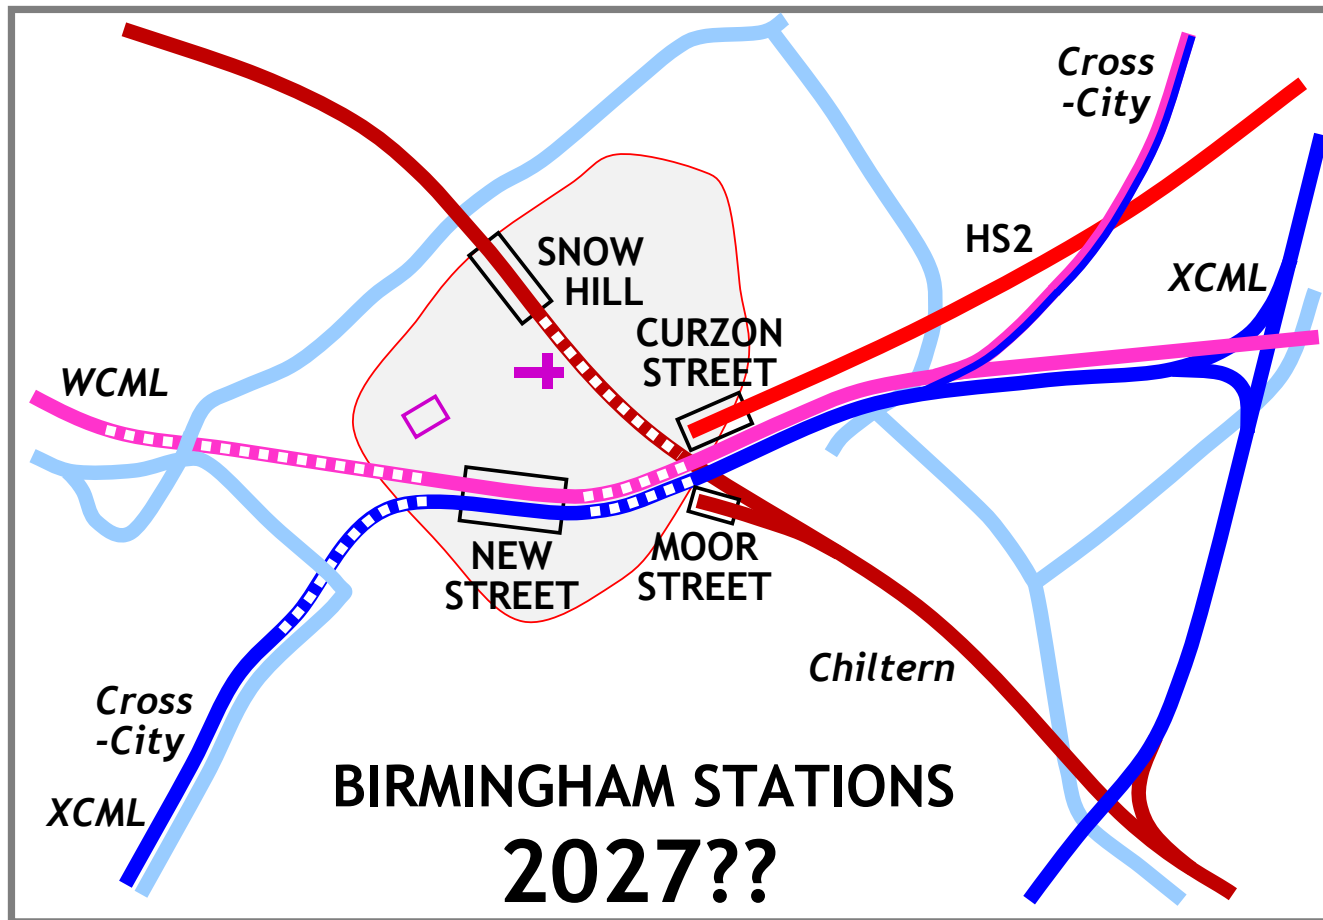 Cross
-City
HS2
XCML
SNOW
HILL
CURZON
STREET
WCML
NEW
STREET
MOOR
STREET
Chiltern
Cross
-City
XCML
BIRMINGHAM STATIONS
2027??